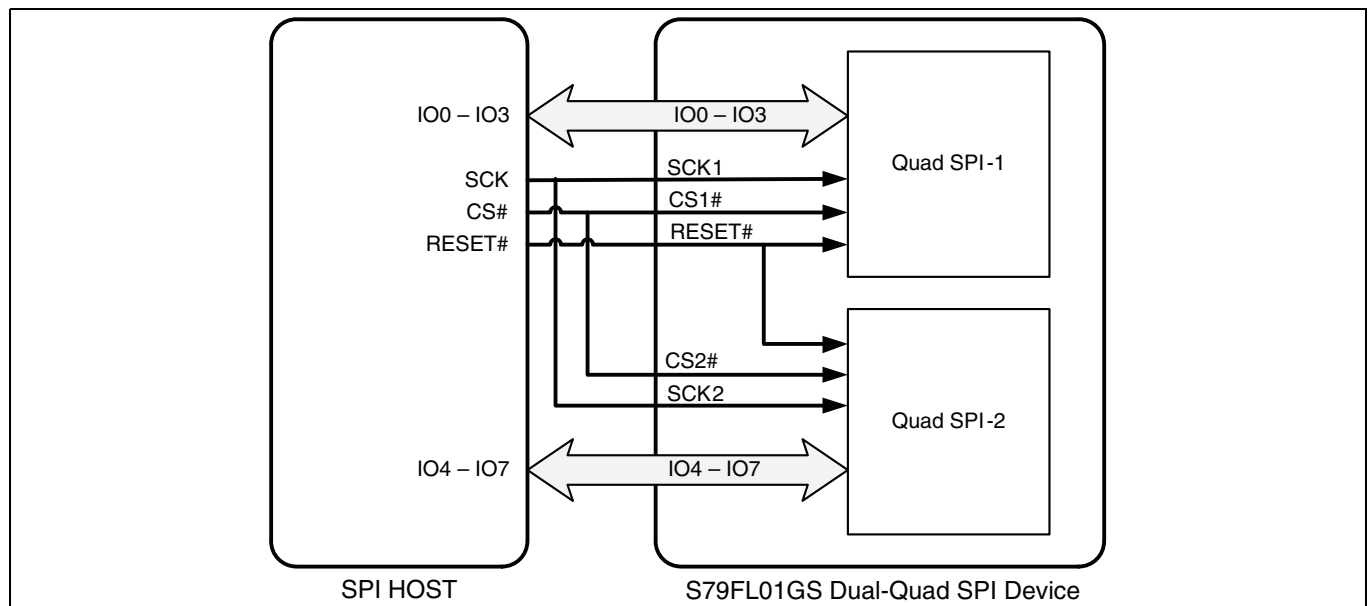 IO0 – IO3
IO0 – IO3
Quad SPI-1
SCK
SCK1
CS#
CS1#
RESET#
RESET#
CS2#
SCK2
Quad SPI-2
IO4 – IO7
IO4 – IO7
SPI HOST
S79FL01GS Dual-Quad SPI Device